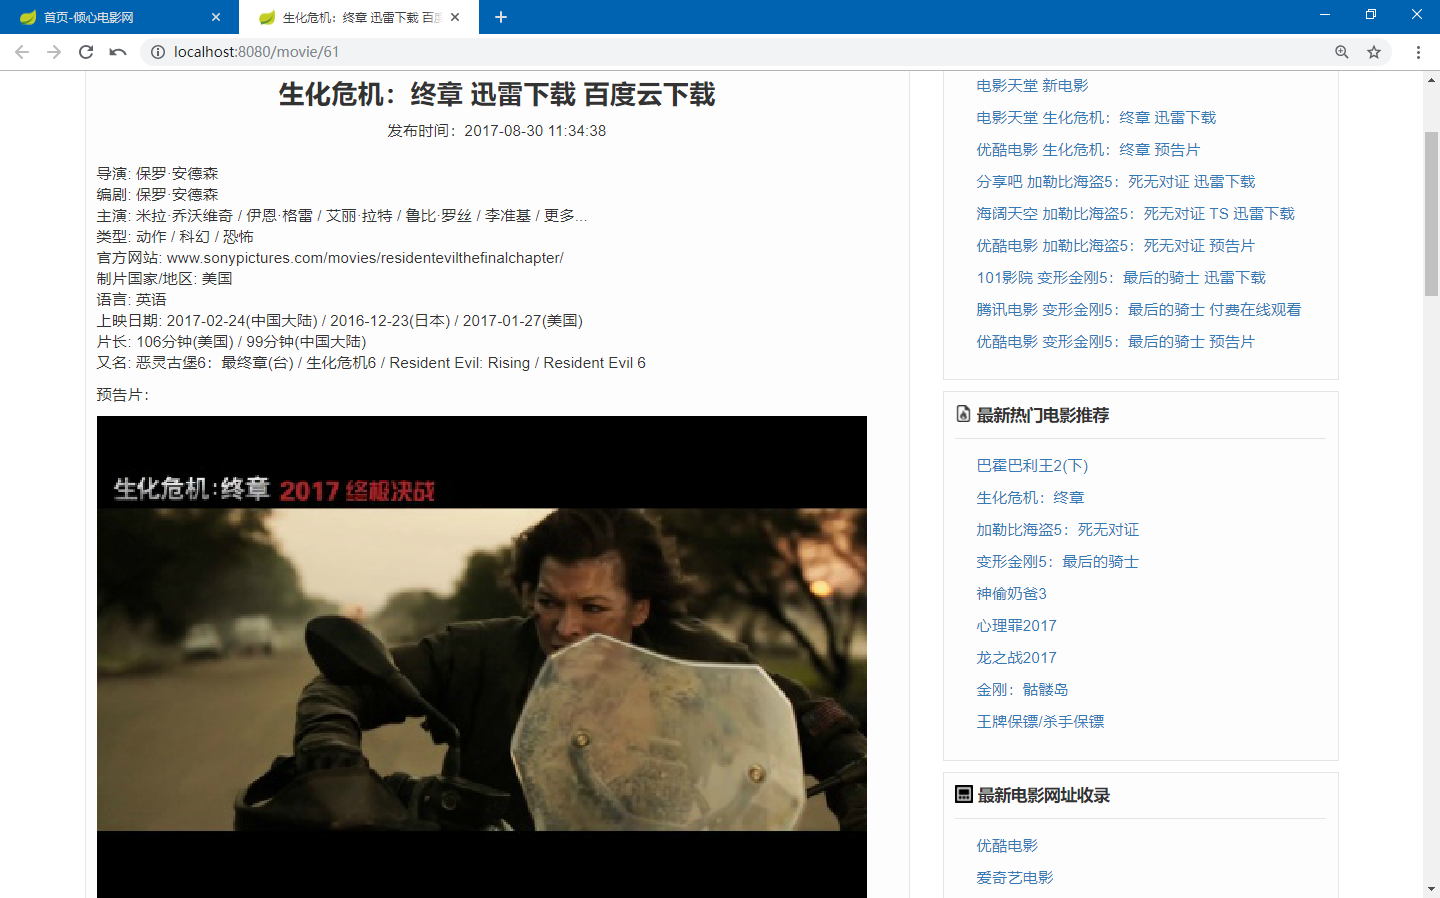 首页-倾心电影网
生化危机：终章 迅雷下载 百度
localhost:8080/movie/61
生化危机：终章 迅雷下载 百度云下载
发布时间：2017-08-30 11:34:38
导演: 保罗·安德森
编剧: 保罗·安德森
主演: 米拉·乔沃维奇 / 伊恩·格雷 / 艾丽·拉特 / 鲁比·罗丝 / 李准基 / 更多...
类型: 动作 / 科幻 / 恐怖
官方网站: www.sonypictures.com/movies/residentevilthefinalchapter/
制片国家/地区: 美国
语言: 英语
上映日期: 2017-02-24(中国大陆) / 2016-12-23(日本) / 2017-01-27(美国)
片长: 106分钟(美国) / 99分钟(中国大陆)
又名: 恶灵古堡6：最终章(台) / 生化危机6 / Resident Evil: Rising / Resident Evil 6
预告片：
生化危机:终章 2017 终极决战
电影天堂 新电影
电影天堂 生化危机：终章 迅雷下载
优酷电影 生化危机：终章 预告片
分享吧 加勒比海盗5：死无对证 迅雷下载
海阔天空 加勒比海盗5：死无对证 TS 迅雷下载
优酷电影 加勒比海盗5：死无对证 预告片
101影院 变形金刚5：最后的骑士 迅雷下载
腾讯电影 变形金刚5：最后的骑士 付费在线观看
优酷电影 变形金刚5：最后的骑士 预告片
最新热门电影推荐
巴霍巴利王2(下)
生化危机：终章
加勒比海盗5：死无对证
变形金刚5：最后的骑士
神偷奶爸3
心理罪2017
龙之战2017
金刚：骷髅岛
王牌保镖/杀手保镖
最新电影网址收录
优酷电影
爱奇艺电影